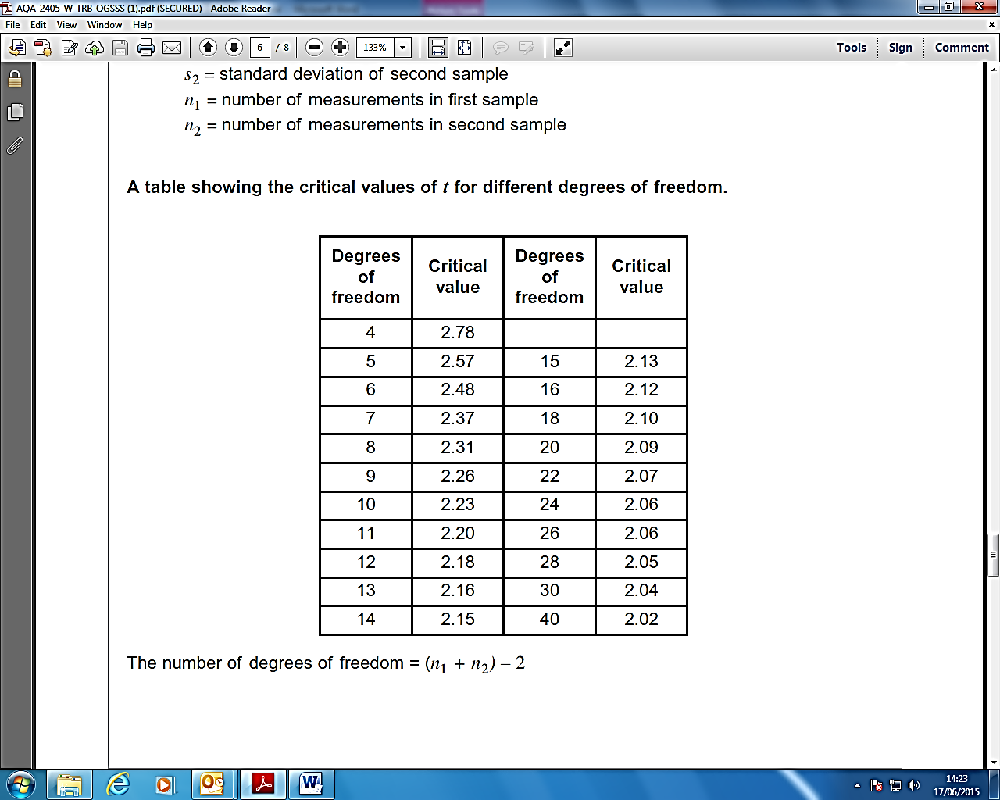 AQA-2405-W-TRB-OGSSS (1).pdf (SECURED) - Adobe Reader
File Edit View Window Help
6 / 8 133% Tools Sign Comment
s2 = standard deviation of second sample
n1 = number of measurements in first sample
n2 = number of measurements in second sample
A table showing the critical values of t for different degrees of freedom.
Degrees of freedom Critical value Degrees of freedom Critical value
4 2.78
5 2.57 15 2.13
6 2.48 16 2.12
7 2.37 18 2.10
8 2.31 20 2.09
9 2.26 22 2.07
10 2.23 24 2.06
11 2.20 26 2.06
12 2.18 28 2.05
13 2.16 30 2.04
14 2.15 40 2.02
The number of degrees of freedom = (n1 + n2) – 2
14:23
17/06/2015